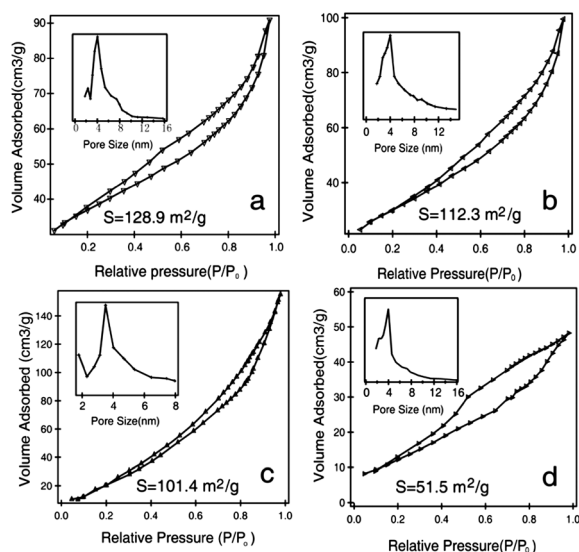 Volume Adsorbed(cm3/g)
90
80
70
60
50
40
0 4 8 12 16
Pore Size (nm)
a
S=128.9 m²/g
0.2 0.4 0.6 0.8 1.0
Relative pressure(P/P₀)
Volume Adsorbed(cm3/g)
100
80
60
40
0 4 8 12
Pore Size (nm)
b
S=112.3 m²/g
0.0 0.2 0.4 0.6 0.8 1.0
Relative Pressure(P/P₀)
Volume Adsorbed (cm3/g)
140
120
100
80
60
40
20
2 4 6 8
Pore Size(nm)
c
S=101.4 m²/g
0.0 0.2 0.4 0.6 0.8 1.0
Relative Pressure (P/P₀)
Volume Adsorbed (cm3/g)
60
50
40
30
20
10
0
0 4 8 12 16
Pore Size (nm)
d
S=51.5 m²/g
0.0 0.2 0.4 0.6 0.8 1.0
Relative Pressure(P/P₀)